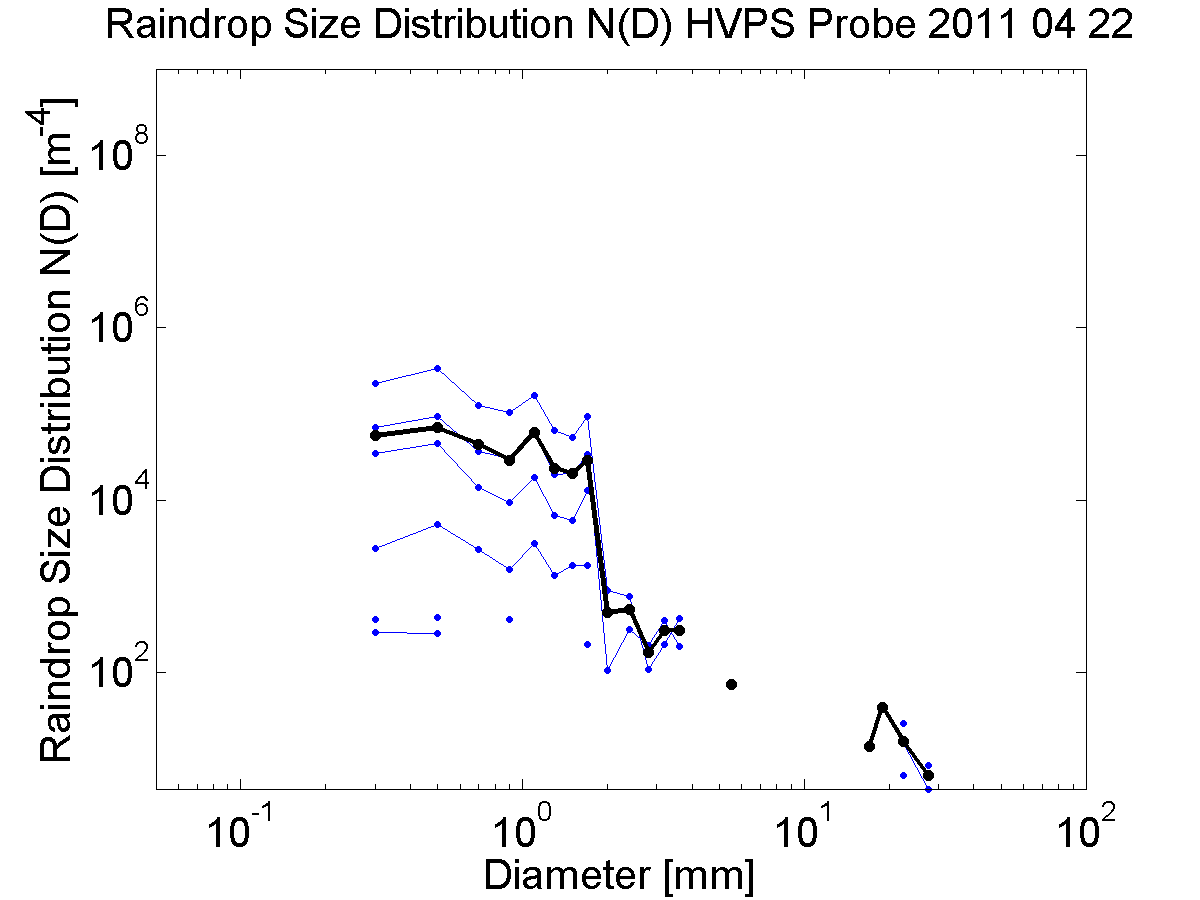 Raindrop Size Distribution N(D) HVPS Probe 2011 04 22
Raindrop Size Distribution N(D) [m^-4]
10^8
10^6
10^4
10^2
10^-1
10^0
10^1
10^2
Diameter [mm]